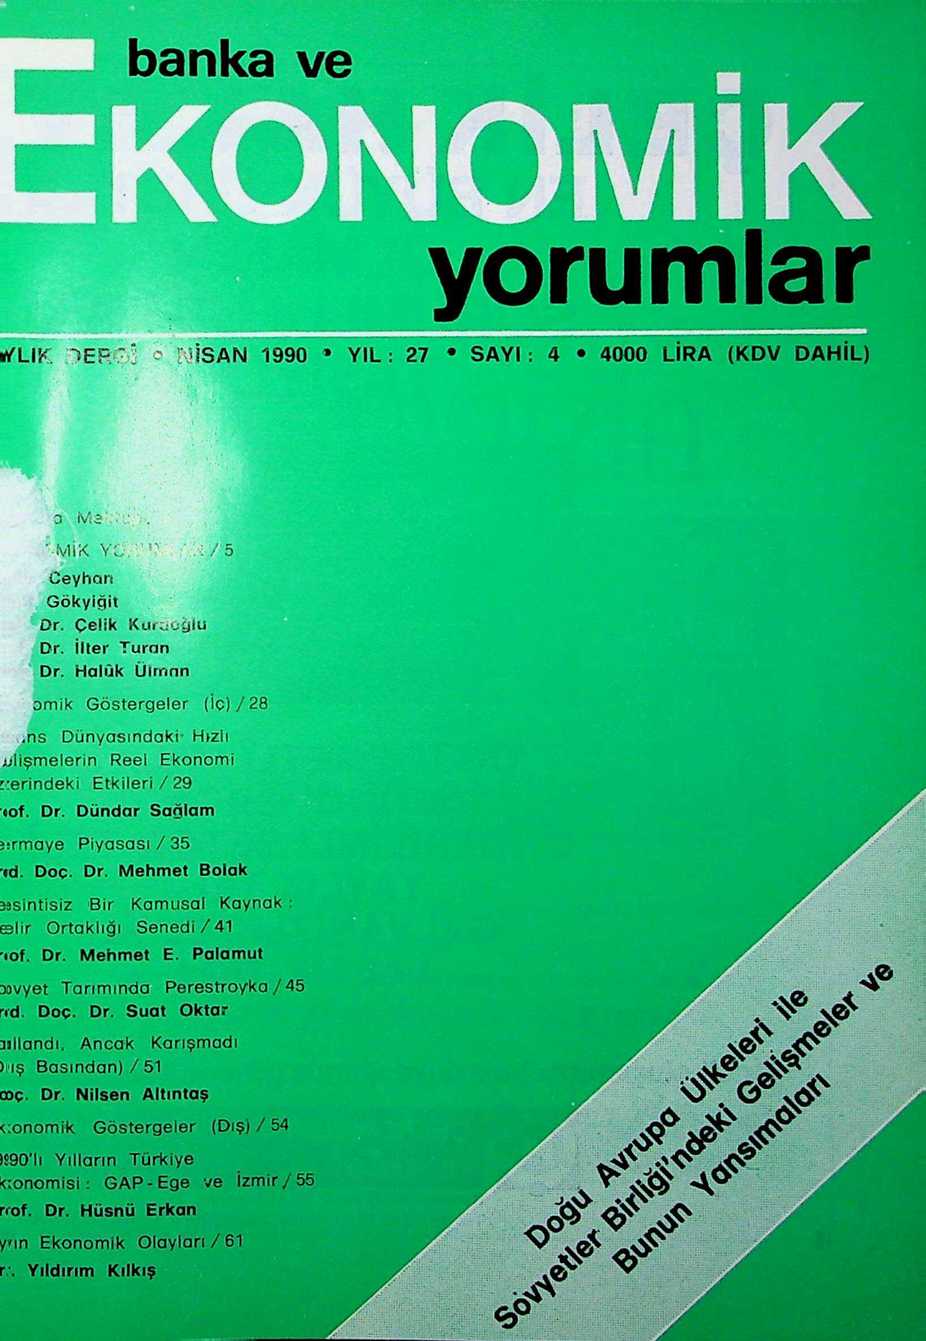 banka ve
EKONOMİK
yorumlar
DERGİ • NİSAN 1990 • YIL : 27 • SAYI : 4 • 4000 LİRA (KDV DAHİL)
/ 5
Ceyhan
Gökyiğit
Dr. Çelik Kurdoğlu
Dr. İlter Turan
Dr. Halûk Ülman
Göstergeler (İç) / 28
Dünyasındaki Hızlı
Reel Ekonomi
Etkileri / 29
Dr. Dündar Sağlam
Piyasası / 35
Doç. Dr. Mehmet Bolak
Bir Kamusal Kaynak :
Ortaklığı Senedi / 41
Dr. Mehmet E. Palamut
Tarımında Perestroyka / 45
Doç. Dr. Suat Oktar
Ancak Karışmadı
Basından) / 51
Dr. Nilsen Altıntaş
Göstergeler (Dış) / 54
Yılların Türkiye
GAP - Ege ve İzmir / 55
Dr. Hüsnü Erkan
Ekonomik Olayları / 61
Yıldırım Kılkış
Doğu Avrupa Ülkeleri ile
Sovyetler Birliği'ndeki Gelişmeler ve
Bunun Yansımaları